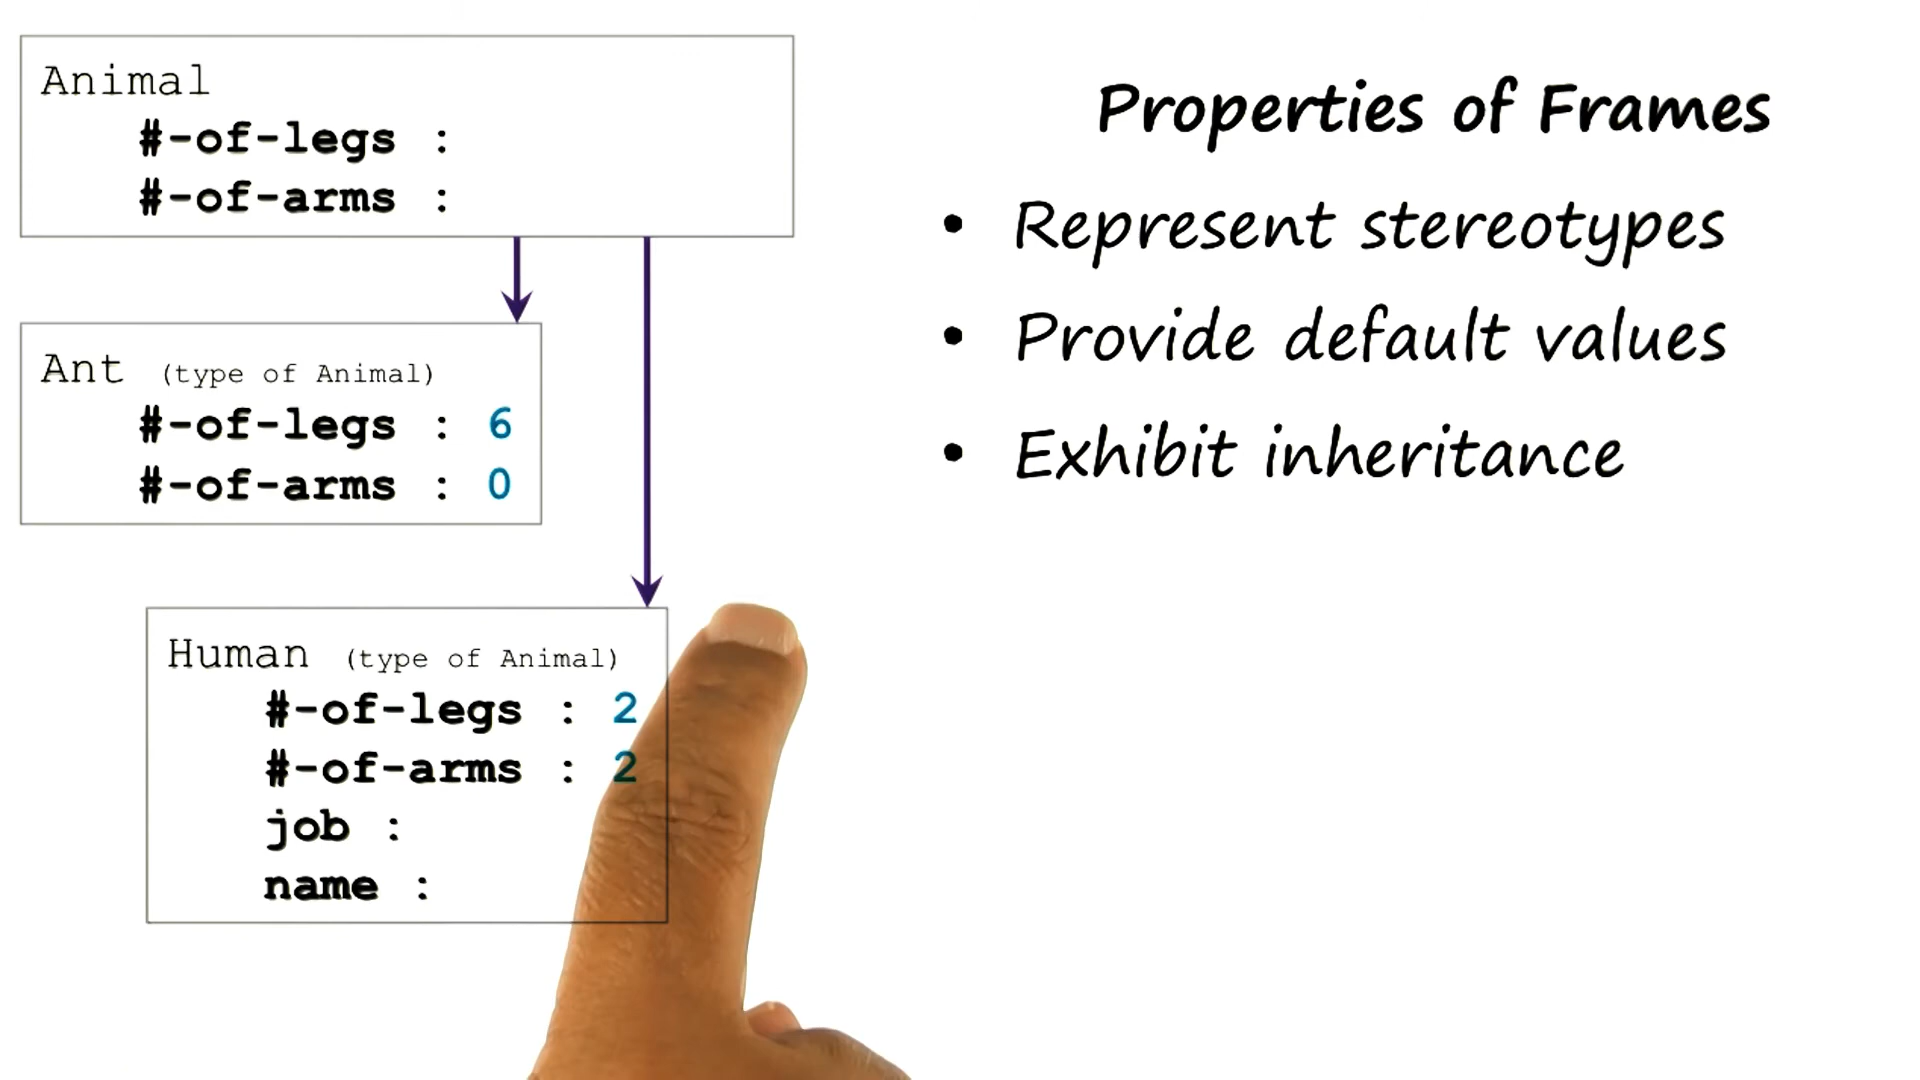 Animal
#-of-legs :
#-of-arms :
Ant (type of Animal)
#-of-legs : 6
#-of-arms : 0
Human (type of Animal)
#-of-legs : 2
#-of-arms : 2
job :
name :
Properties of Frames
• Represent stereotypes
• Provide default values
• Exhibit inheritance